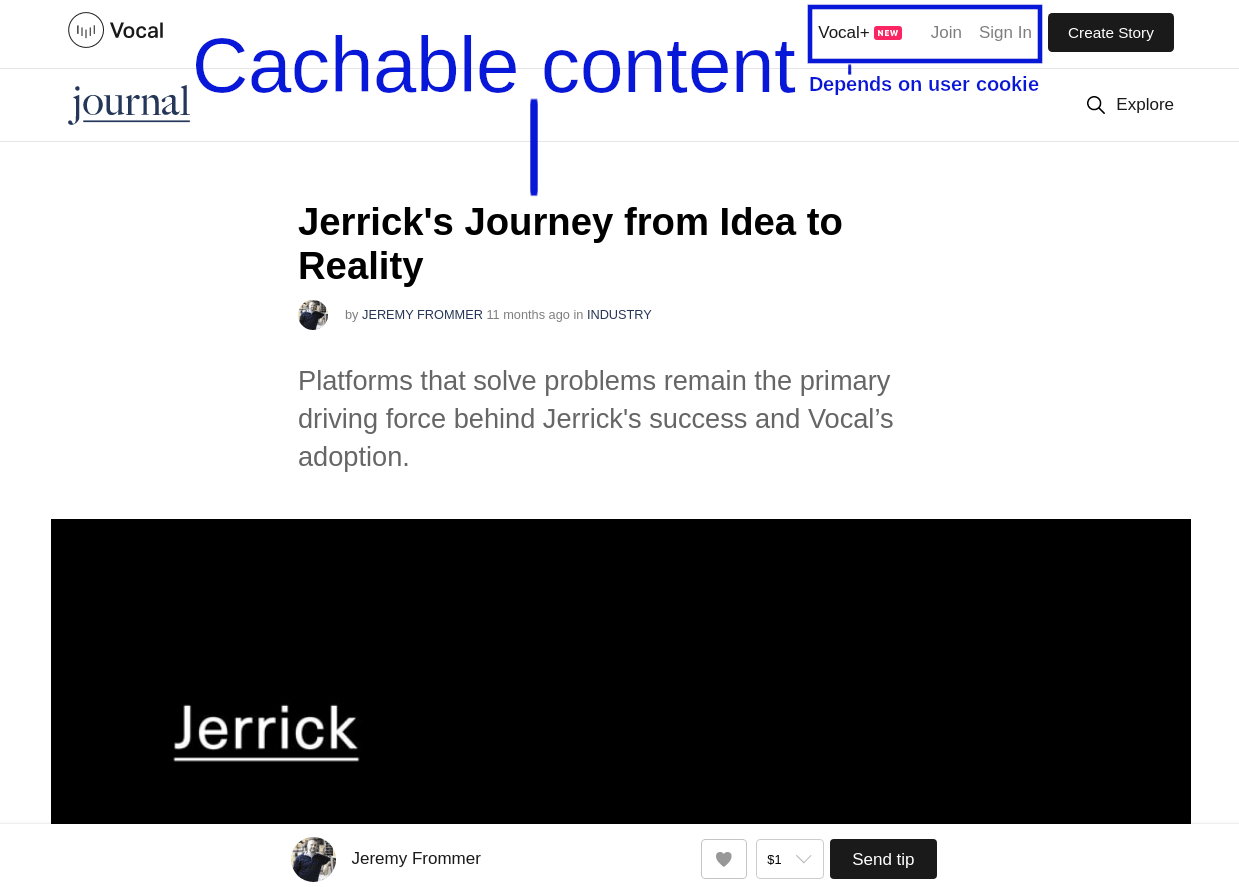 Vocal
Vocal+ NEW Join Sign In Create Story
Cachable content
Depends on user cookie
journal
Explore
Jerrick's Journey from Idea to
Reality
by JEREMY FROMMER 11 months ago in INDUSTRY
Platforms that solve problems remain the primary
driving force behind Jerrick's success and Vocal’s
adoption.
Jerrick
Jeremy Frommer
$1
Send tip